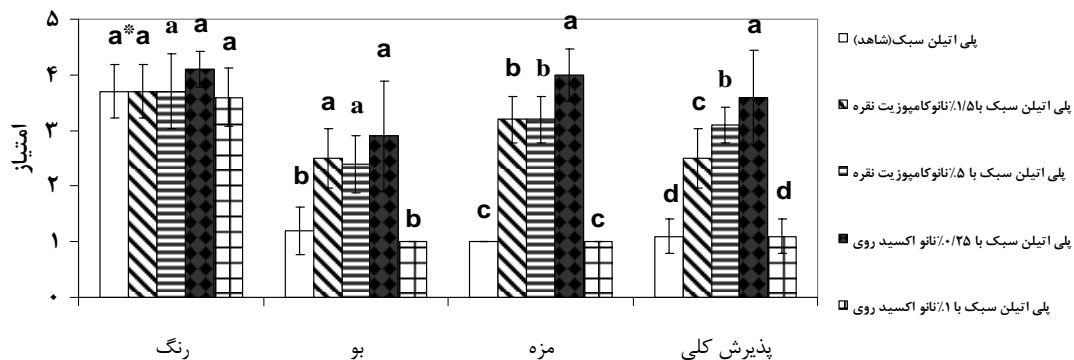 امتیاز
۵
۴
۳
۲
۱
۰
a* a a a a
b a a a b
c b b a c
d c b a d
رنگ
بو
مزه
پذیرش کلی
پلی اتیلن سبک(شاهد)
پلی اتیلن سبک با۱/۵٪نانوکامپوزیت نقره
پلی اتیلن سبک با ۵٪نانوکامپوزیت نقره
پلی اتیلن سبک با ۰/۲۵٪نانو اکسید روی
پلی اتیلن سبک با ۱٪نانو اکسید روی